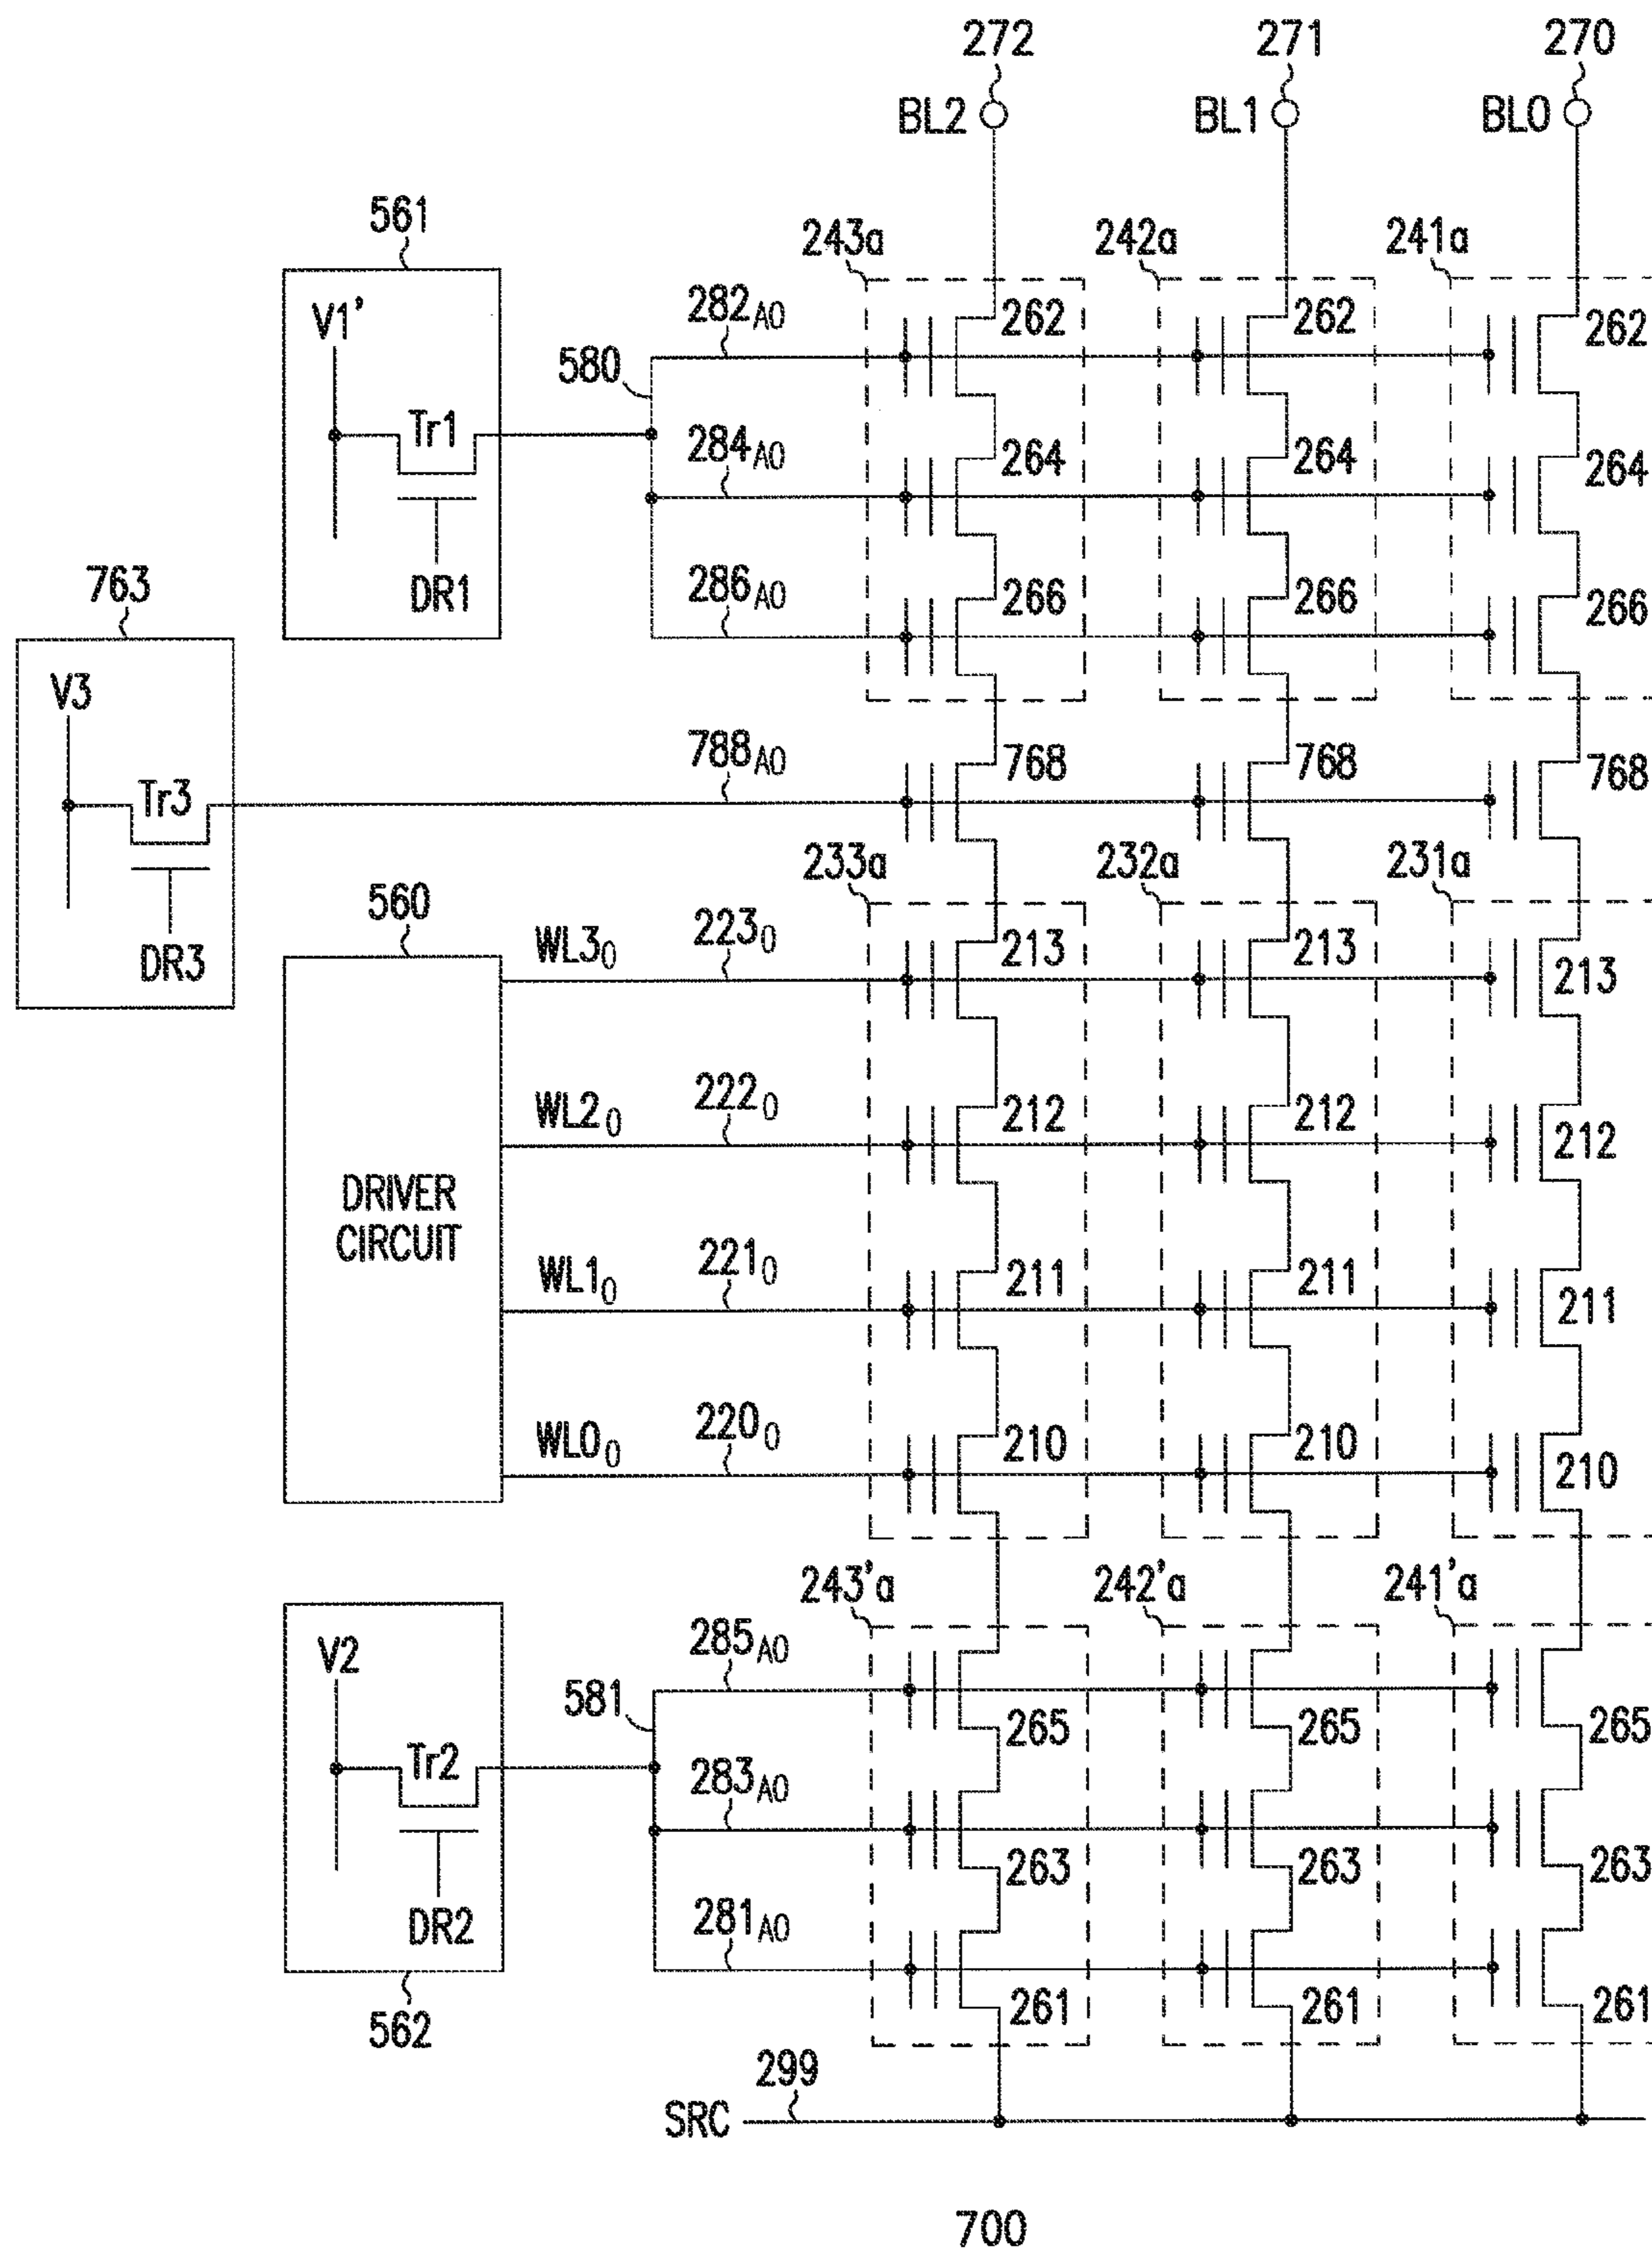 272 271 270
BL2 BL1 BL0
561
243a 242a 241a
V1'
282A0 262 262 262
580
Tr1
284A0 264 264 264
DR1
286A0 266 266 266
763
V3
788A0 768 768 768
Tr3
233a 232a 231a
560
DR3
WL30 2230 213 213 213
WL20 2220 212 212 212
DRIVER
CIRCUIT
WL10 2210 211 211 211
WL00 2200 210 210 210
243'a 242'a 241'a
V2
285A0
581
265 265 265
Tr2
283A0
263 263 263
DR2
281A0
261 261 261
562
299
SRC
700